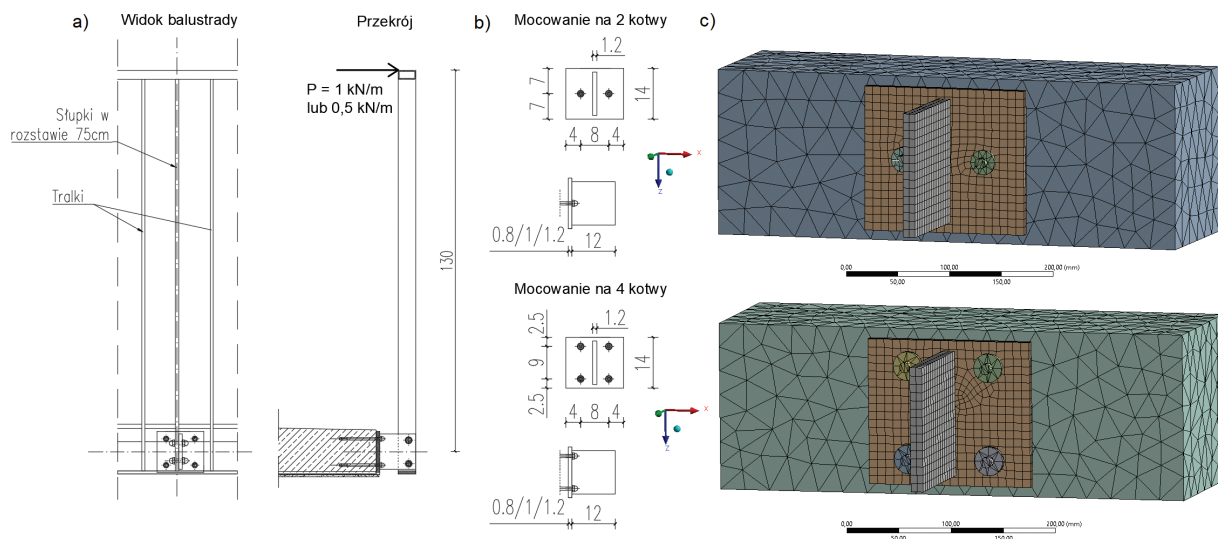 a)
Widok balustrady
Przekrój
P = 1 kN/m
lub 0,5 kN/m
Słupki w
rozstawie 75cm
Tralki
130
b)
Mocowanie na 2 kotwy
1.2
7
7
14
4
8
4
x
z
0.8/1/1.2
12
Mocowanie na 4 kotwy
1.2
2.5
9
2.5
14
4
8
4
x
z
0.8/1/1.2
12
c)
0,00
100,00
200,00 (mm)
50,00
150,00
0,00
100,00
200,00 (mm)
50,00
150,00